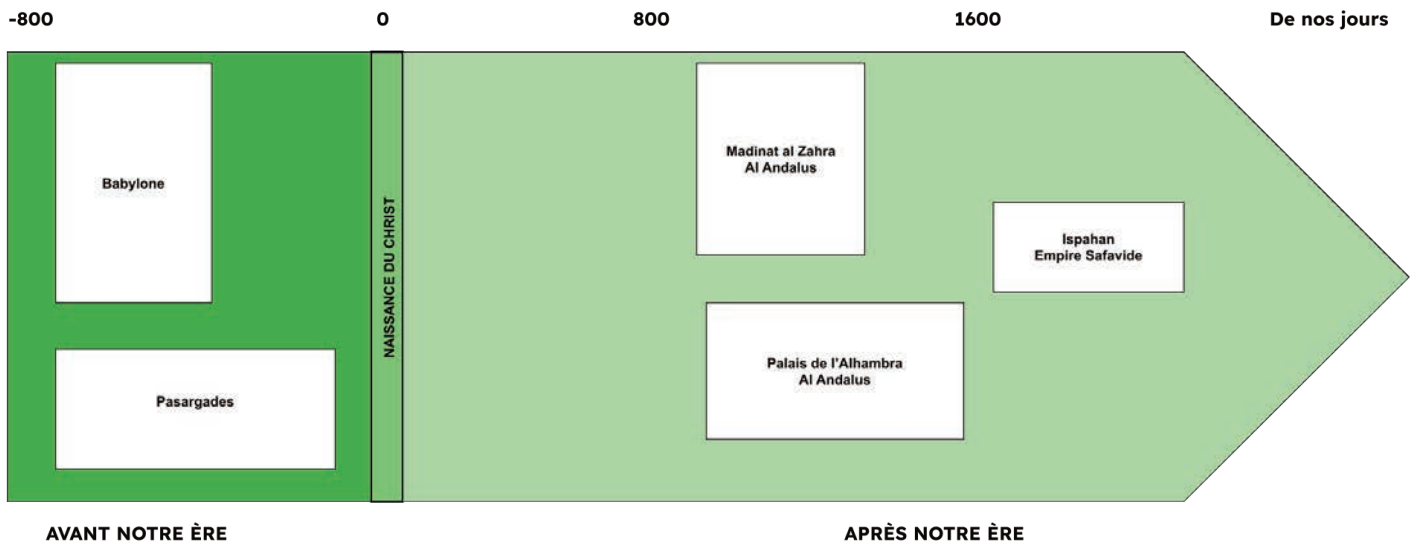 -800
0
800
1600
De nos jours
Babylone
Pasargades
NAISSANCE DU CHRIST
Madinat al Zahra
Al Andalus
Palais de l'Alhambra
Al Andalus
Ispahan
Empire Safavide
AVANT NOTRE ÈRE
APRÈS NOTRE ÈRE